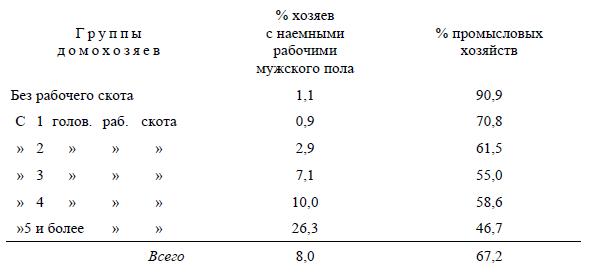 Г р у п п ы
д о м о х о з я е в
% хозяев
с наемными
рабочими
мужского пола
% промысловых
хозяйств
Без рабочего скота 1,1 90,9
С 1 голов. раб. скота 0,9 70,8
» 2 » » » 2,9 61,5
» 3 » » » 7,1 55,0
» 4 » » » 10,0 58,6
»5 и более » » 26,3 46,7
Всего 8,0 67,2